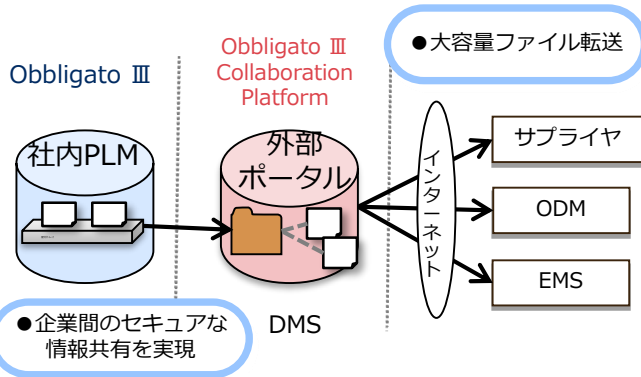 Obbligato Ⅲ
Obbligato Ⅲ
Collaboration
Platform
●大容量ファイル転送
社内PLM
外部
ポータル
インターネット
サプライヤ
ODM
EMS
DMS
●企業間のセキュアな
情報共有を実現